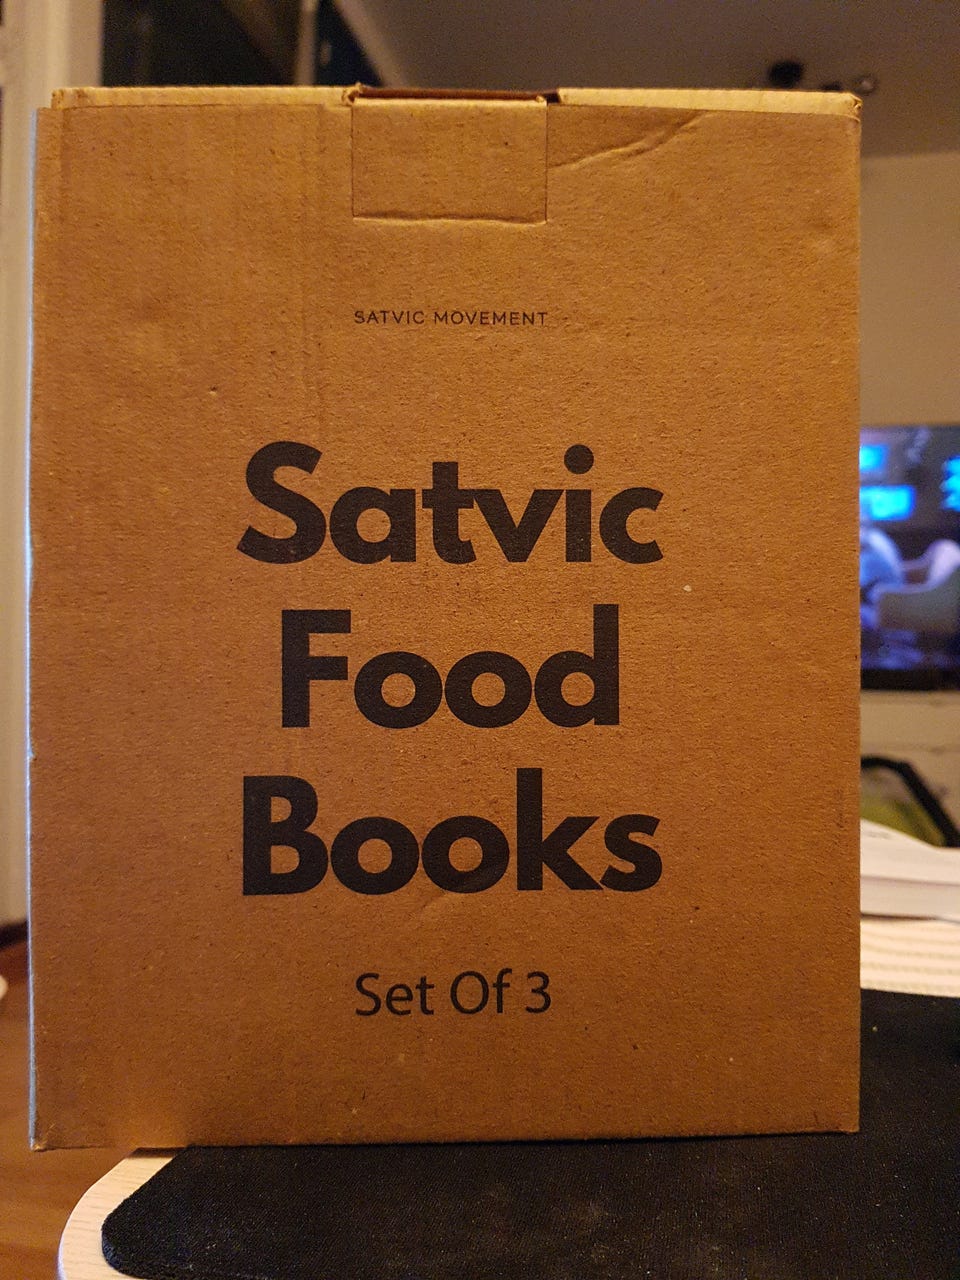 SATVIC MOVEMENT
Satvic
Food
Books
Set Of 3